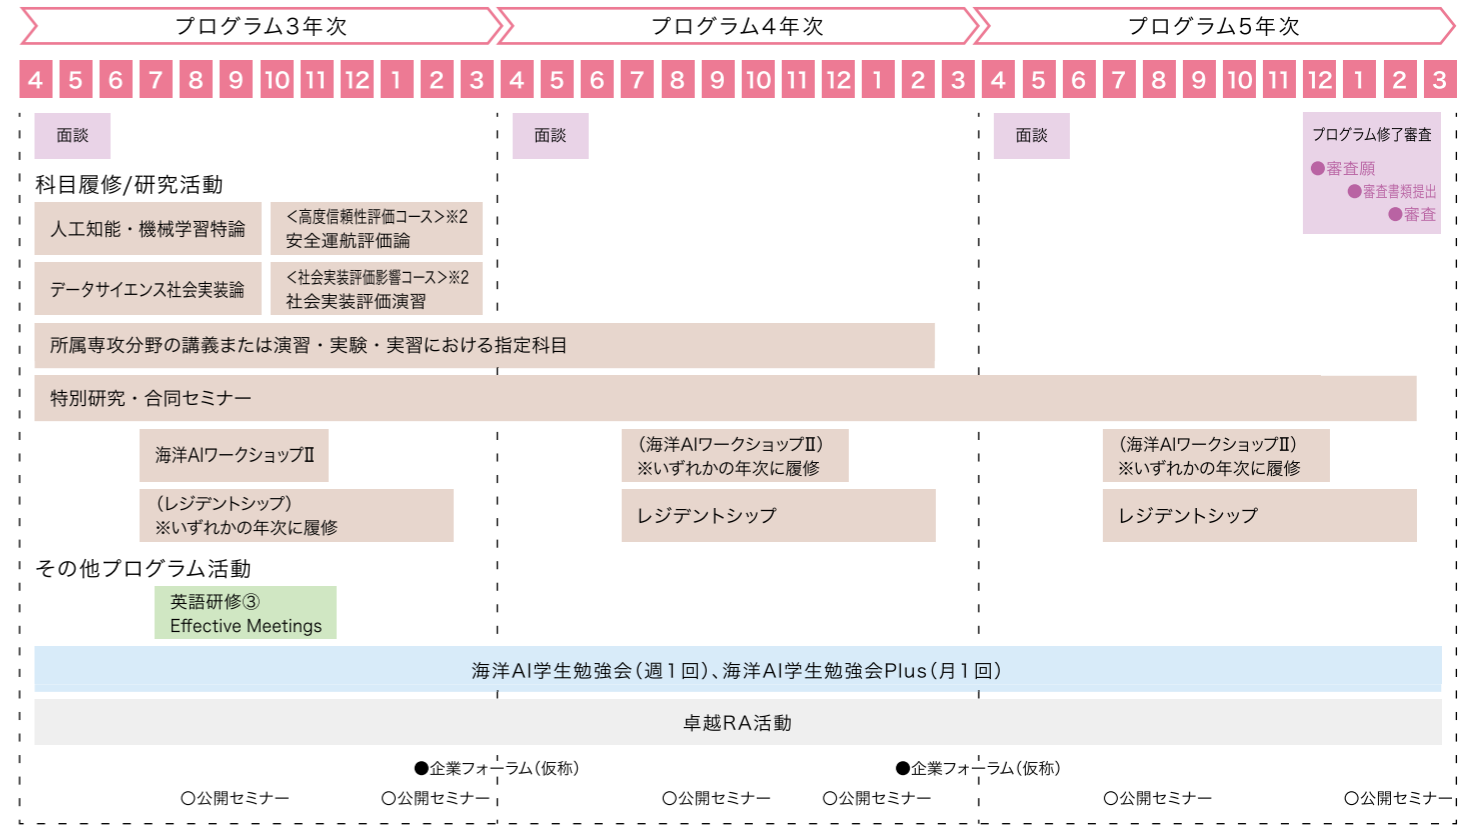 プログラム3年次 プログラム4年次 プログラム5年次
4 5 6 7 8 9 10 11 12 1 2 3 4 5 6 7 8 9 10 11 12 1 2 3 4 5 6 7 8 9 10 11 12 1 2 3
面談 面談 面談 プログラム修了審査
●審査願
●審査書類提出
●審査
科目履修/研究活動
人工知能・機械学習特論
<高度信頼性評価コース>※2
安全運航評価論
データサイエンス社会実装論
<社会実装評価影響コース>※2
社会実装評価演習
所属専攻分野の講義または演習・実験・実習における指定科目
特別研究・合同セミナー
海洋AIワークショップⅡ
(海洋AIワークショップⅡ)
※いずれかの年次に履修
(海洋AIワークショップⅡ)
※いずれかの年次に履修
(レジデントシップ)
※いずれかの年次に履修
レジデントシップ
レジデントシップ
その他プログラム活動
英語研修③
Effective Meetings
海洋AI学生勉強会(週1回)、海洋AI学生勉強会Plus(月1回)
卓越RA活動
●企業フォーラム(仮称) ●企業フォーラム(仮称)
○公開セミナー ○公開セミナー ○公開セミナー ○公開セミナー ○公開セミナー ○公開セミナー